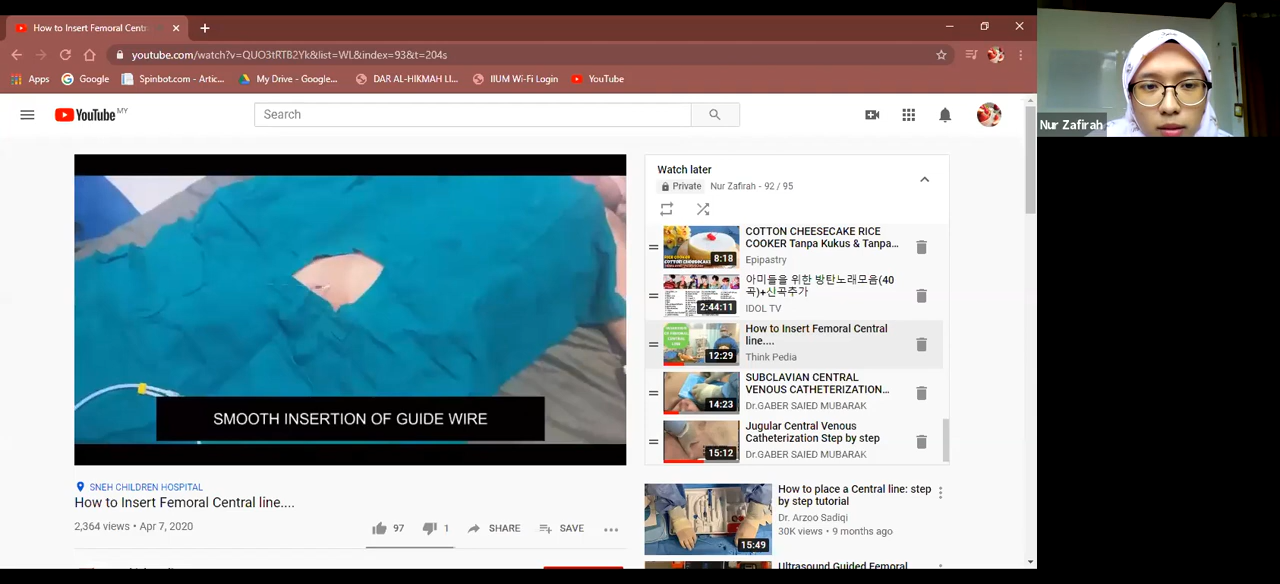 How to Insert Femoral Centr
youtube.com/watch?v=QUO3tRTB2Yk&list=WL&index=93&t=204s
Apps
Google
Spinbot.com - Artic...
My Drive - Google...
DAR AL-HIKMAH LI...
IIUM Wi-Fi Login
YouTube
Nur Zafirah
YouTube MY
Search
SMOOTH INSERTION OF GUIDE WIRE
SNEH CHILDREN HOSPITAL
How to Insert Femoral Central line....
2,364 views • Apr 7, 2020
97
1
SHARE
SAVE
Watch later
Private
Nur Zafirah - 92 / 95
8:18
COTTON CHEESECAKE RICE
COOKER Tanpa Kukus & Tanpa...
Epipastry
2:44:11
아미들을 위한 방탄노래모음(40
곡)+신곡추가
IDOL TV
12:29
How to Insert Femoral Central
line....
Think Pedia
14:23
SUBCLAVIAN CENTRAL
VENOUS CATHETERIZATION...
Dr.GABER SAIED MUBARAK
15:12
Jugular Central Venous
Catheterization Step by step
Dr.GABER SAIED MUBARAK
15:49
How to place a Central line: step
by step tutorial
Dr. Arzoo Sadiqi
30K views • 9 months ago
Ultrasound Guided Femoral